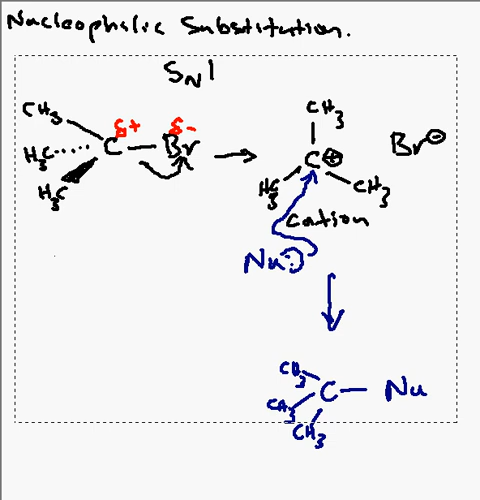 Nucleophilic Substitution.
SN1
CH3
δ+ δ-
H3C C Br
H3C
CH3
C⊕ Br⊖
H3C CH3
Cation
Nu:⊖
CH3
C Nu
CH3
CH3